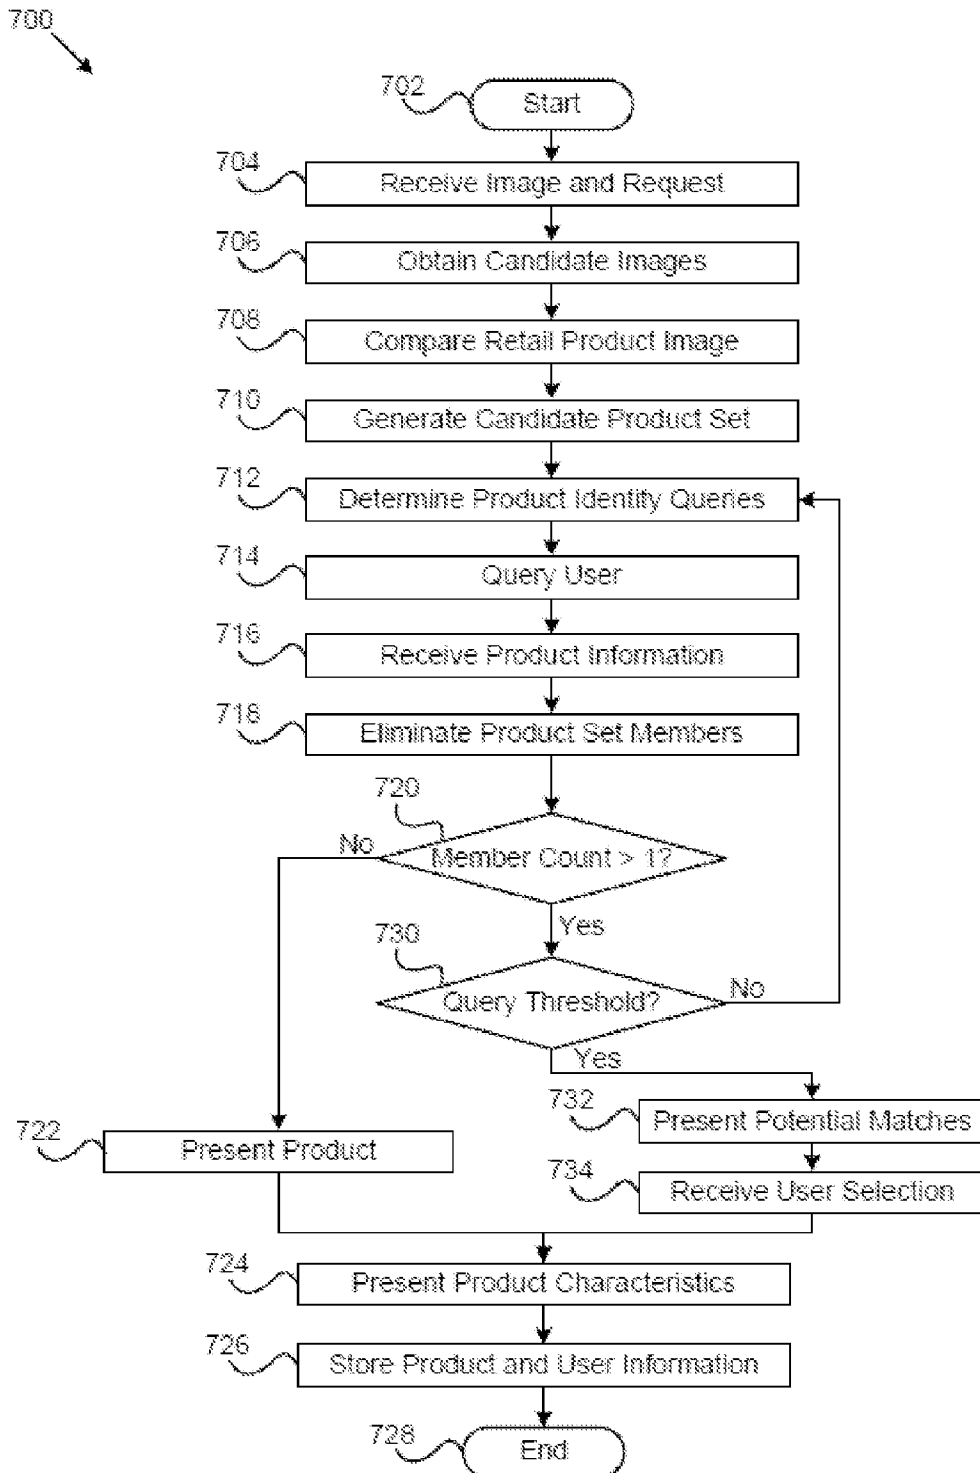 700
702
Start
704
Receive Image and Request
706
Obtain Candidate Images
708
Compare Retail Product Image
710
Generate Candidate Product Set
712
Determine Product Identity Queries
714
Query User
716
Receive Product Information
718
Eliminate Product Set Members
720
No
Member Count > 1?
Yes
730
Query Threshold?
No
Yes
732
Present Potential Matches
722
Present Product
734
Receive User Selection
724
Present Product Characteristics
726
Store Product and User Information
728
End